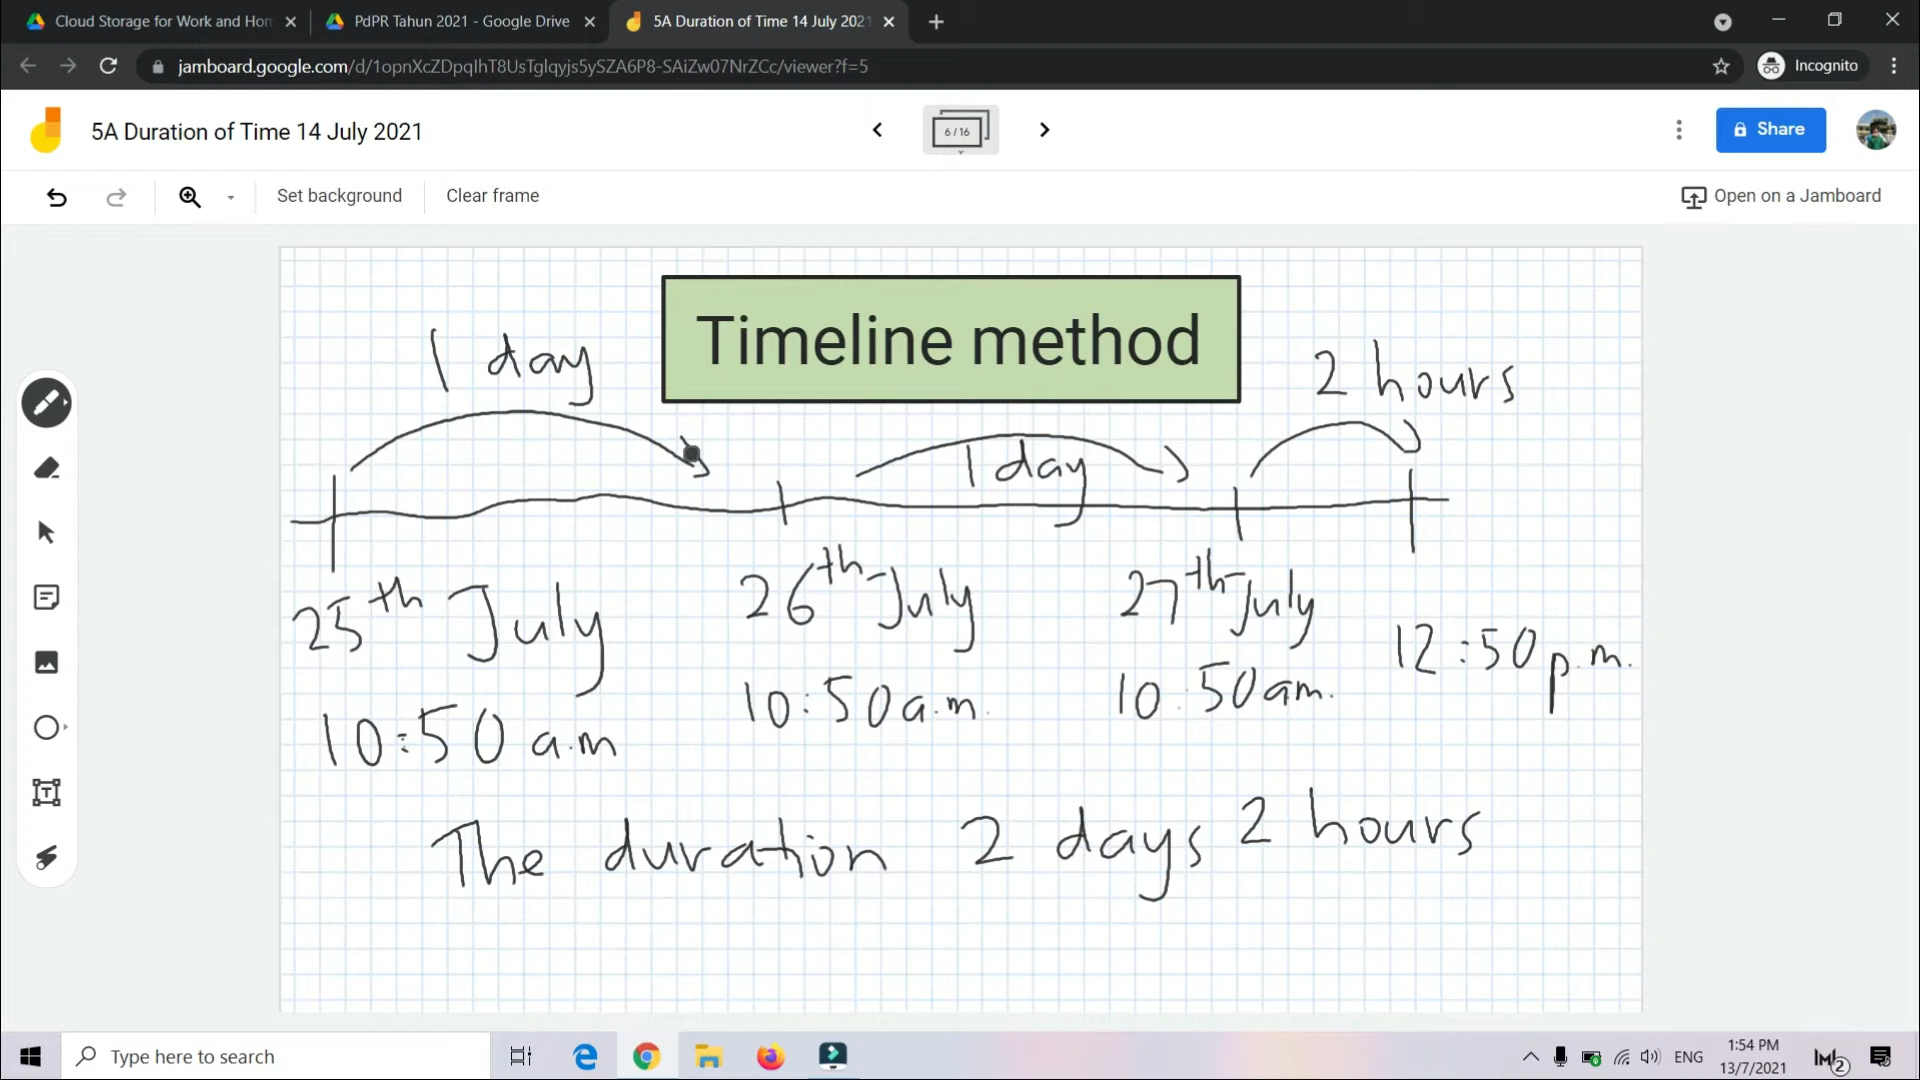 Cloud Storage for Work and Hom
PdPR Tahun 2021 - Google Drive
5A Duration of Time 14 July 2021
jamboard.google.com/d/1opnXcZDpqIhT8UsTglqyjs5ySZA6P8-SAiZw07NrZCc/viewer?f=5
Incognito
5A Duration of Time 14 July 2021
6 / 16
Share
Set background
Clear frame
Open on a Jamboard
Timeline method
1 day
2 hours
1 day
25th July
26th July
27th July
12:50 p.m.
10:50 a.m
10:50 a.m.
10:50 am.
The duration 2 days 2 hours
Type here to search
ENG
1:54 PM
13/7/2021
2